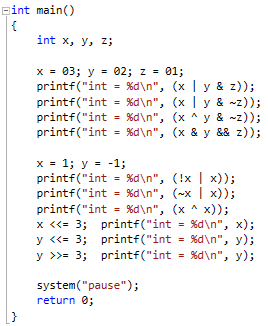 int main()
{
int x, y, z;
x = 03; y = 02; z = 01;
printf("int = %d\n", (x | y & z));
printf("int = %d\n", (x | y & ~z));
printf("int = %d\n", (x ^ y & ~z));
printf("int = %d\n", (x & y && z));
x = 1; y = -1;
printf("int = %d\n", (!x | x));
printf("int = %d\n", (~x | x));
printf("int = %d\n", (x ^ x));
x <<= 3;  printf("int = %d\n", x);
y <<= 3;  printf("int = %d\n", y);
y >>= 3;  printf("int = %d\n", y);
system("pause");
return 0;
}